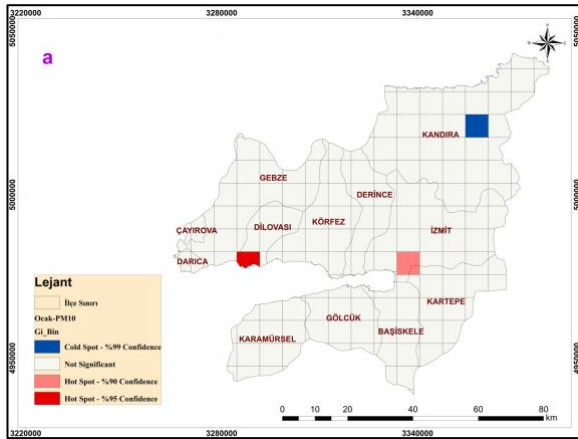 3220000 3280000 3340000
5050000 5050000
a
KANDIRA
GEBZE
DERİNCE
5000000 5000000
KÖRFEZ
DİLOVASI İZMİT
ÇAYIROVA
DARICA
Lejant
İlçe Sınırı
Ocak-PM10
Gi_Bin
Cold Spot - %99 Confidence
Not Significant
Hot Spot - %90 Confidence
Hot Spot - %95 Confidence
KARTEPE
GÖLCÜK
BAŞİSKELE
KARAMÜRSEL
4950000 4950000
0 10 20 40 60 80
km
3220000 3280000 3340000